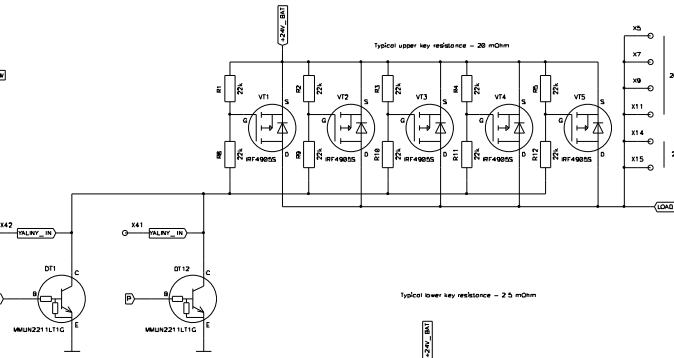 +24V_BAT
Typical upper key resistance - 20 mOhm
X5
X7
X9
X11
X14
X15
R1 22k
R2 22k
R3 22k
R4 22k
R5 22k
VT1
VT2
VT3
VT4
VT5
S
S
S
S
S
G
G
G
G
G
D
D
D
D
D
R8 22k
R9 22k
R10 22k
R11 22k
R12 22k
IRF4905S
IRF4905S
IRF4905S
IRF4905S
IRF4905S
LOAD
X42
YALINY_IN
X41
YALINY_IN
DT1
C
DT12
C
B
P
B
E
E
MMUN2211LT1G
MMUN2211LT1G
Typical lower key resistance - 2.5 mOhm
+24V_BAT